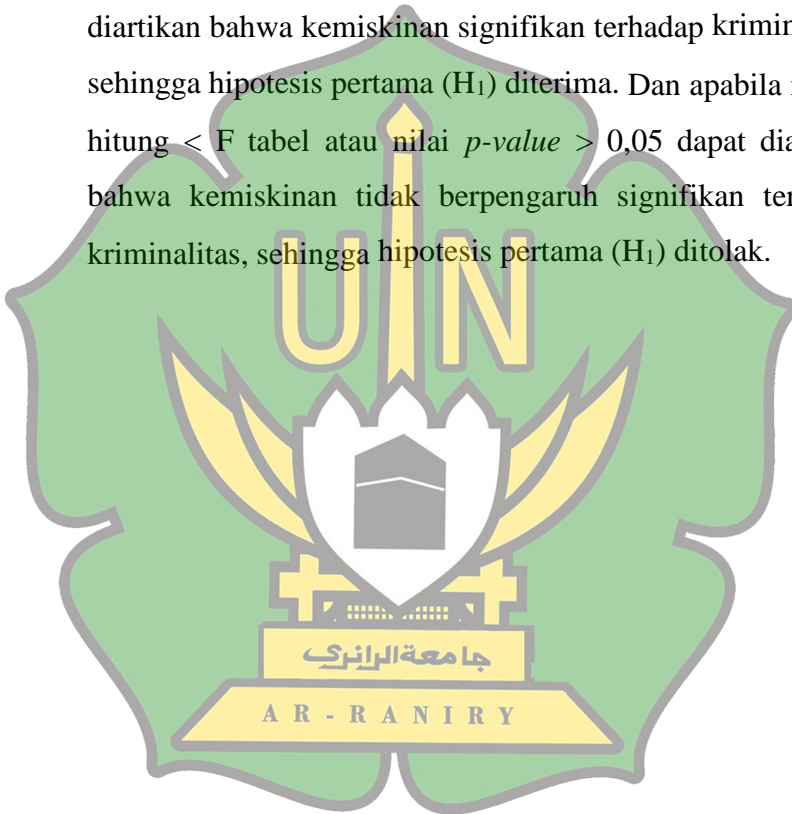 diartikan bahwa kemiskinan signifikan terhadap krimin
sehingga hipotesis pertama (H₁) diterima. Dan apabila
hitung < F tabel atau nilai p-value > 0,05 dapat dia
bahwa kemiskinan tidak berpengaruh signifikan ter
kriminalitas, sehingga hipotesis pertama (H₁) ditolak.
UIN
جامعةالرانري
AR-RANIRY